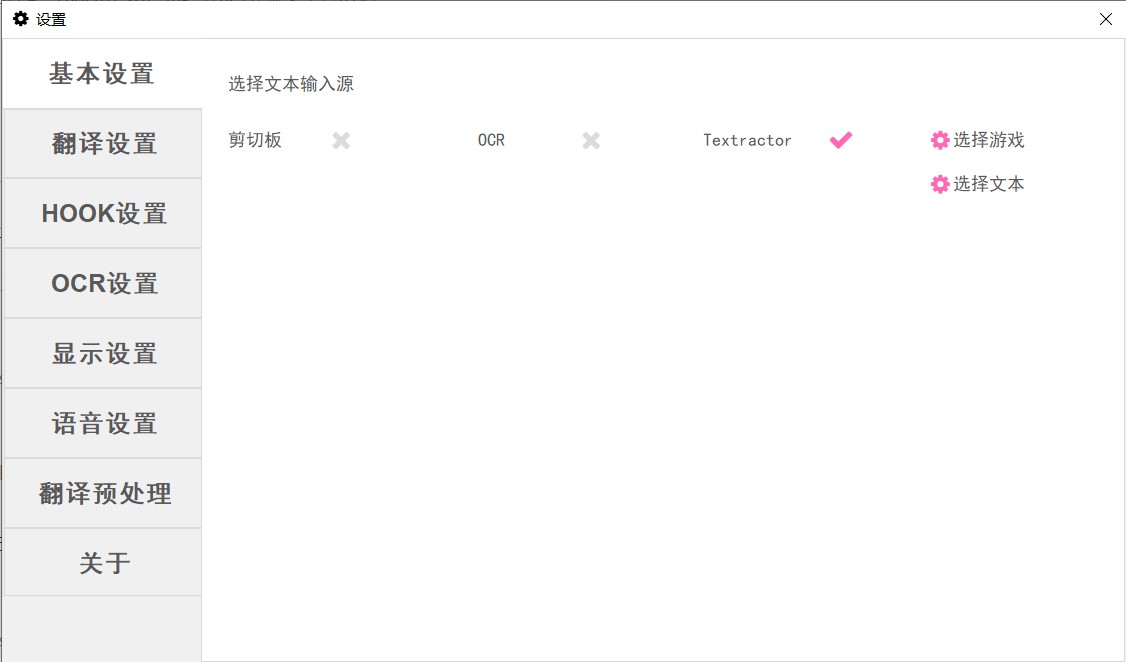 设置
基本设置
翻译设置
HOOK设置
OCR设置
显示设置
语音设置
翻译预处理
关于
选择文本输入源
剪切板 OCR Textractor 选择游戏
选择文本